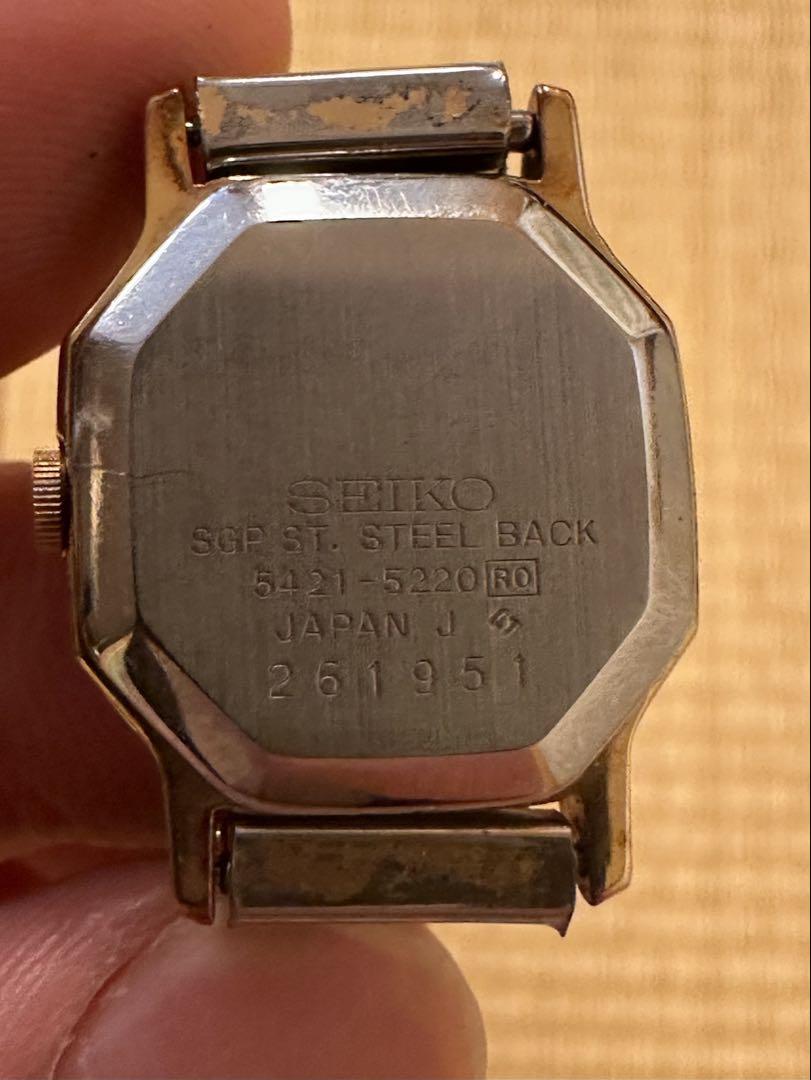 SEIKO
SGP ST. STEEL BACK
5421-5220 RO
JAPAN J
261951